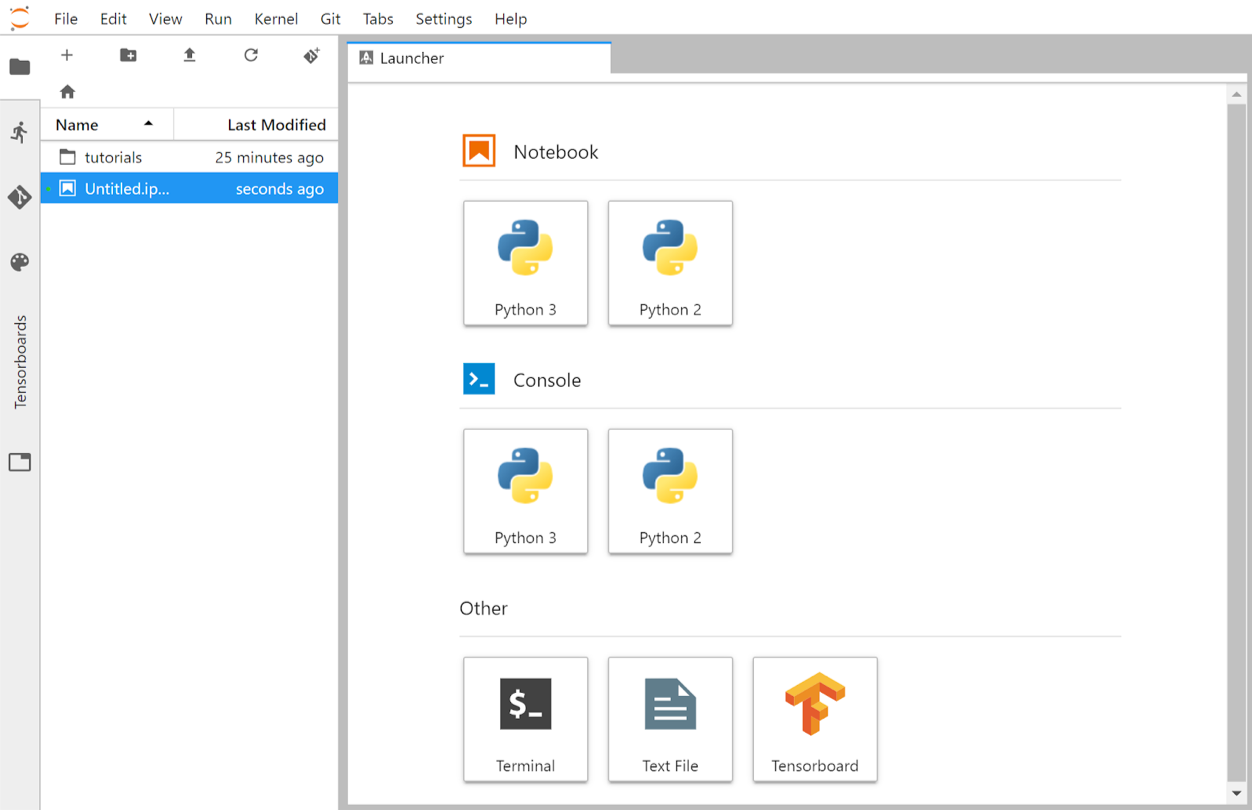 File Edit View Run Kernel Git Tabs Settings Help
Launcher
Name Last Modified
tutorials 25 minutes ago
Untitled.ip... seconds ago
Tensorboards
Notebook
Python 3 Python 2
Console
Python 3 Python 2
Other
$_
Terminal Text File Tensorboard